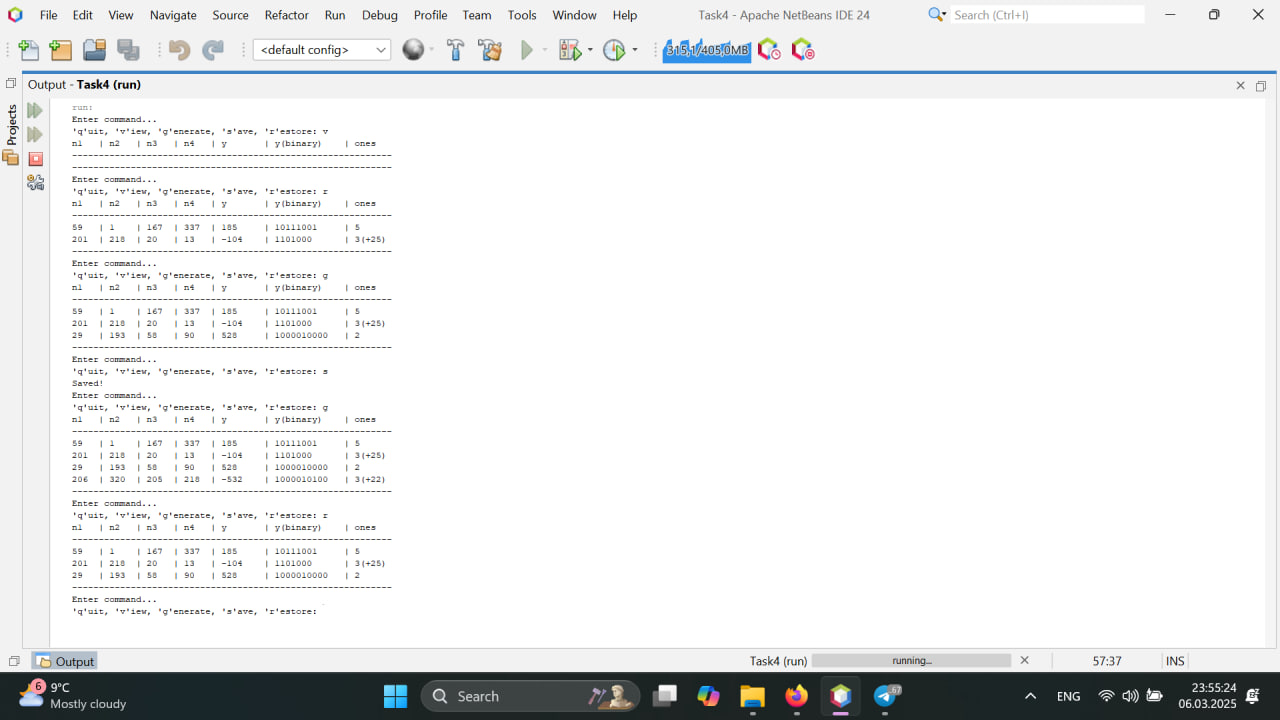 File Edit View Navigate Source Refactor Run Debug Profile Team Tools Window Help Task4 - Apache NetBeans IDE 24 Search (Ctrl+I)
<default config> 315,1/405,0MB
Output - Task4 (run)
Projects
run:
Enter command...
'q'uit, 'v'iew, 'g'enerate, 's'ave, 'r'estore: v
n1 | n2 | n3 | n4 | y | y(binary) | ones
------------------------------------------------------------
------------------------------------------------------------
Enter command...
'q'uit, 'v'iew, 'g'enerate, 's'ave, 'r'estore: r
n1 | n2 | n3 | n4 | y | y(binary) | ones
------------------------------------------------------------
59 | 1 | 167 | 337 | 185 | 10111001 | 5
201 | 218 | 20 | 13 | -104 | 1101000 | 3(+25)
------------------------------------------------------------
Enter command...
'q'uit, 'v'iew, 'g'enerate, 's'ave, 'r'estore: g
n1 | n2 | n3 | n4 | y | y(binary) | ones
------------------------------------------------------------
59 | 1 | 167 | 337 | 185 | 10111001 | 5
201 | 218 | 20 | 13 | -104 | 1101000 | 3(+25)
29 | 193 | 58 | 90 | 528 | 1000010000 | 2
------------------------------------------------------------
Enter command...
'q'uit, 'v'iew, 'g'enerate, 's'ave, 'r'estore: s
Saved!
Enter command...
'q'uit, 'v'iew, 'g'enerate, 's'ave, 'r'estore: g
n1 | n2 | n3 | n4 | y | y(binary) | ones
------------------------------------------------------------
59 | 1 | 167 | 337 | 185 | 10111001 | 5
201 | 218 | 20 | 13 | -104 | 1101000 | 3(+25)
29 | 193 | 58 | 90 | 528 | 1000010000 | 2
206 | 320 | 205 | 218 | -532 | 1000010100 | 3(+22)
------------------------------------------------------------
Enter command...
'q'uit, 'v'iew, 'g'enerate, 's'ave, 'r'estore: r
n1 | n2 | n3 | n4 | y | y(binary) | ones
------------------------------------------------------------
59 | 1 | 167 | 337 | 185 | 10111001 | 5
201 | 218 | 20 | 13 | -104 | 1101000 | 3(+25)
29 | 193 | 58 | 90 | 528 | 1000010000 | 2
------------------------------------------------------------
Enter command...
'q'uit, 'v'iew, 'g'enerate, 's'ave, 'r'estore:
Output Task4 (run) running... 57:37 INS
6 9°C
Mostly cloudy
Search
67
ENG
23:55:24
06.03.2025